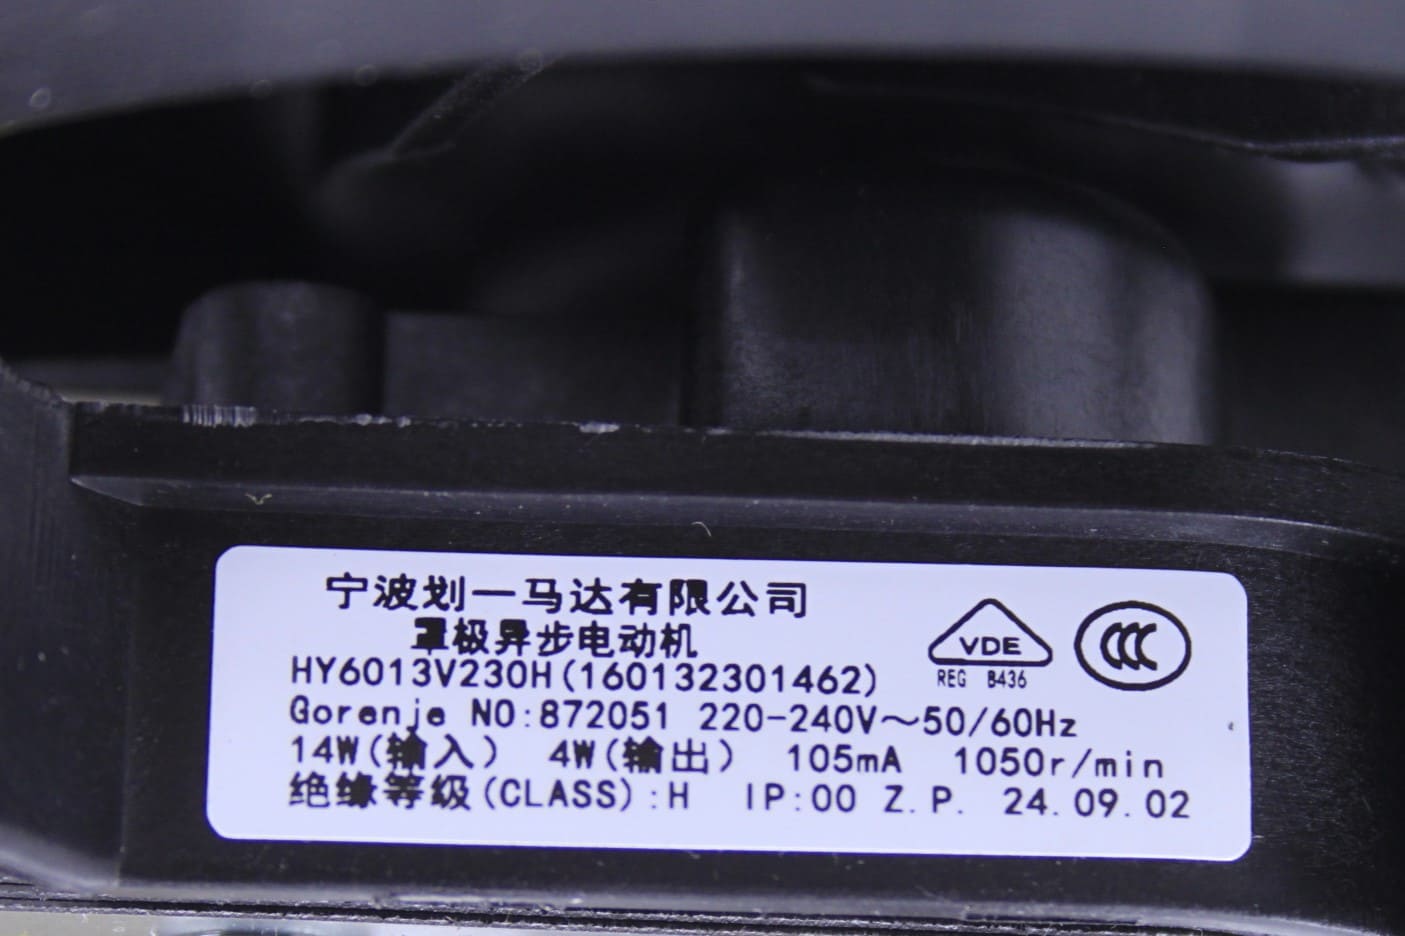 宁波划一马达有限公司
罩极异步电动机
HY6013V230H(160132301462)
VDE
REG B436
CCC
Gorenje NO:872051 220-240V～50/60Hz
14W(输入) 4W(输出) 105mA 1050r/min
绝缘等级(CLASS):H IP:00 Z.P. 24.09.02